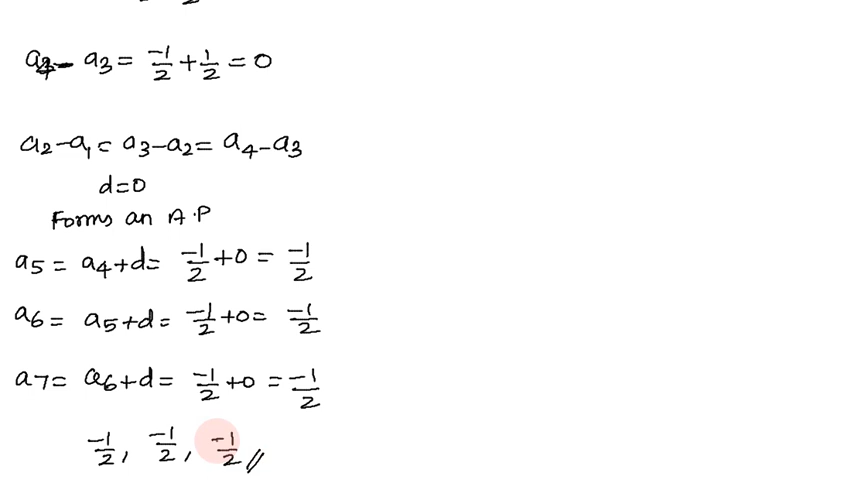 a4 - a3 = -1/2 + 1/2 = 0
a2 - a1 = a3 - a2 = a4 - a3
d=0
Forms an A.P
a5 = a4+d = -1/2 +0 = -1/2
a6 = a5+d = -1/2 +0 = -1/2
a7 = a6+d = -1/2 +0 = -1/2
-1/2, -1/2, -1/2 //